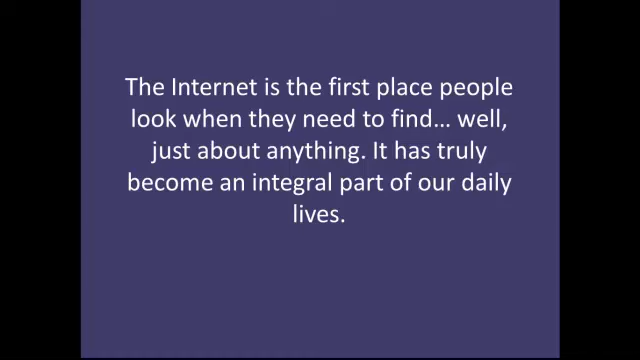 The Internet is the first place people
look when they need to find… well,
just about anything. It has truly
become an integral part of our daily
lives.